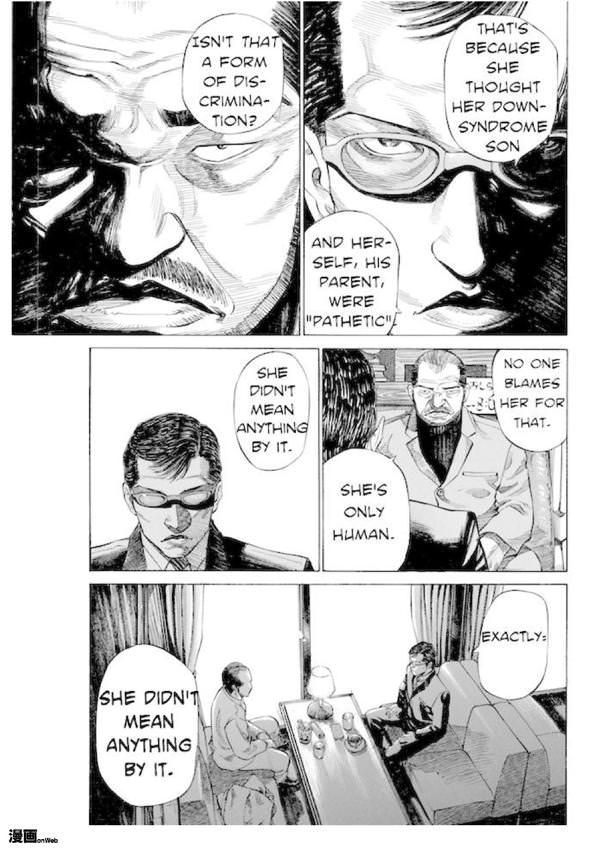 THAT'S
BECAUSE
SHE
THOUGHT
HER DOWN-
SYNDROME
SON
AND HER-
SELF, HIS
PARENT,
WERE
"PATHETIC".
ISN'T THAT
A FORM
OF DIS-
CRIMINA-
TION?
NO ONE
BLAMES
HER FOR
THAT.
SHE'S
ONLY
HUMAN.
SHE
DIDN'T
MEAN
ANYTHING
BY IT.
EXACTLY:
SHE DIDN'T
MEAN
ANYTHING
BY IT.
漫画onWeb